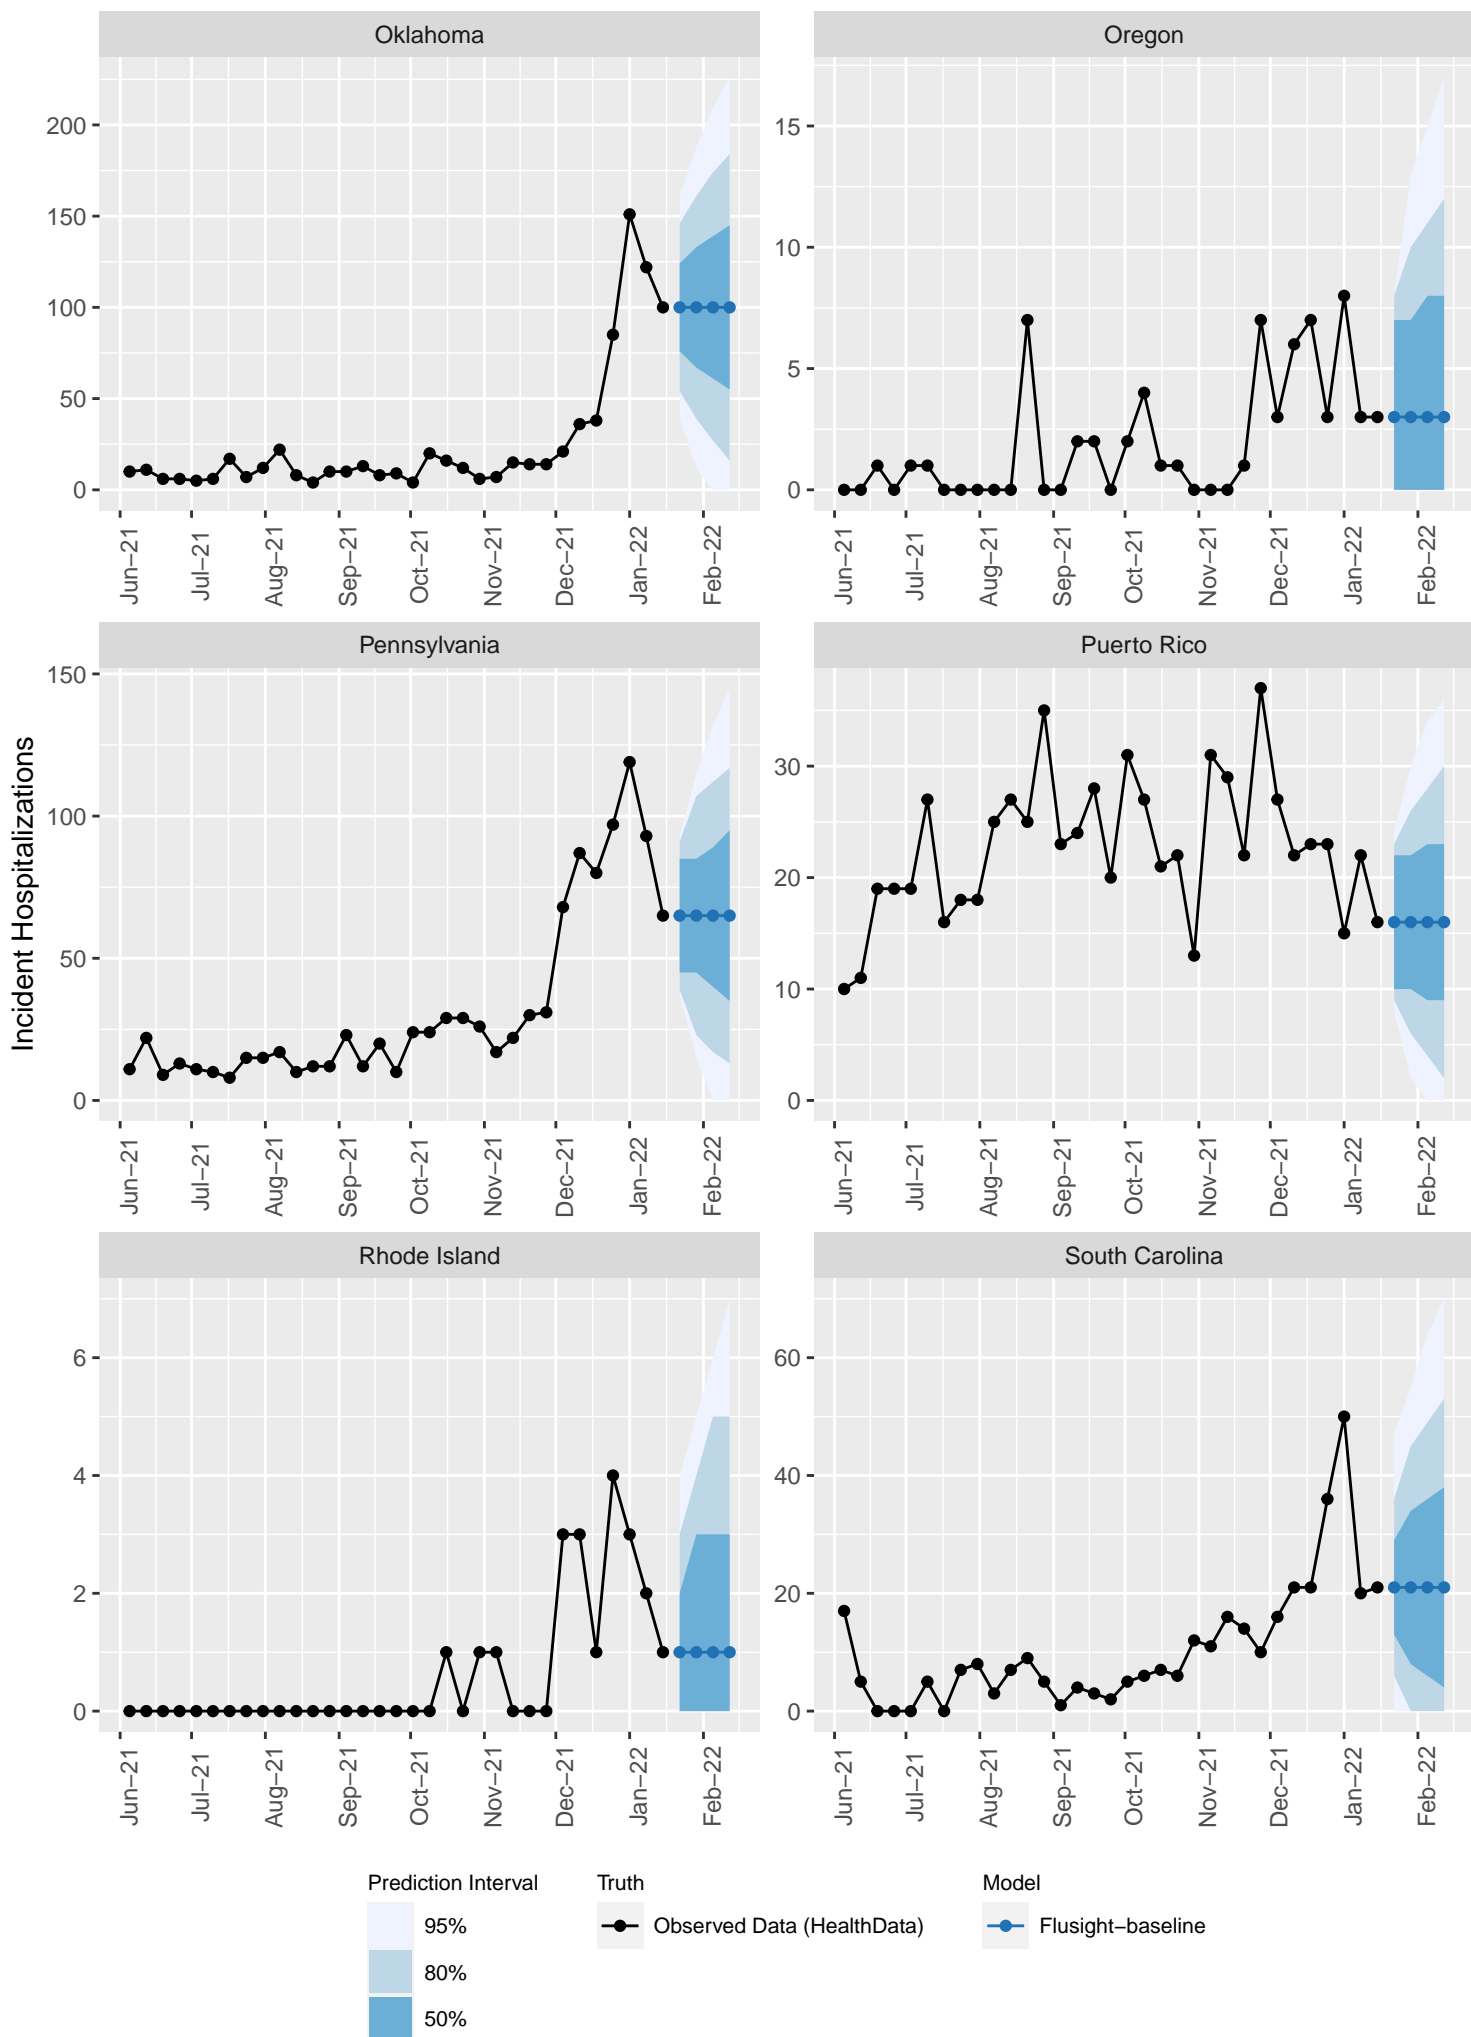 Oklahoma
Oregon
200
150
100
50
0
15
10
5
0
Jun−21
Jul−21
Aug−21
Sep−21
Oct−21
Nov−21
Dec−21
Jan−22
Feb−22
Jun−21
Jul−21
Aug−21
Sep−21
Oct−21
Nov−21
Dec−21
Jan−22
Feb−22
Incident Hospitalizations
Pennsylvania
Puerto Rico
150
100
50
0
30
20
10
0
Jun−21
Jul−21
Aug−21
Sep−21
Oct−21
Nov−21
Dec−21
Jan−22
Feb−22
Jun−21
Jul−21
Aug−21
Sep−21
Oct−21
Nov−21
Dec−21
Jan−22
Feb−22
Rhode Island
South Carolina
6
4
2
0
60
40
20
0
Jun−21
Jul−21
Aug−21
Sep−21
Oct−21
Nov−21
Dec−21
Jan−22
Feb−22
Jun−21
Jul−21
Aug−21
Sep−21
Oct−21
Nov−21
Dec−21
Jan−22
Feb−22
Prediction Interval
95%
80%
50%
Truth
Observed Data (HealthData)
Model
Flusight−baseline